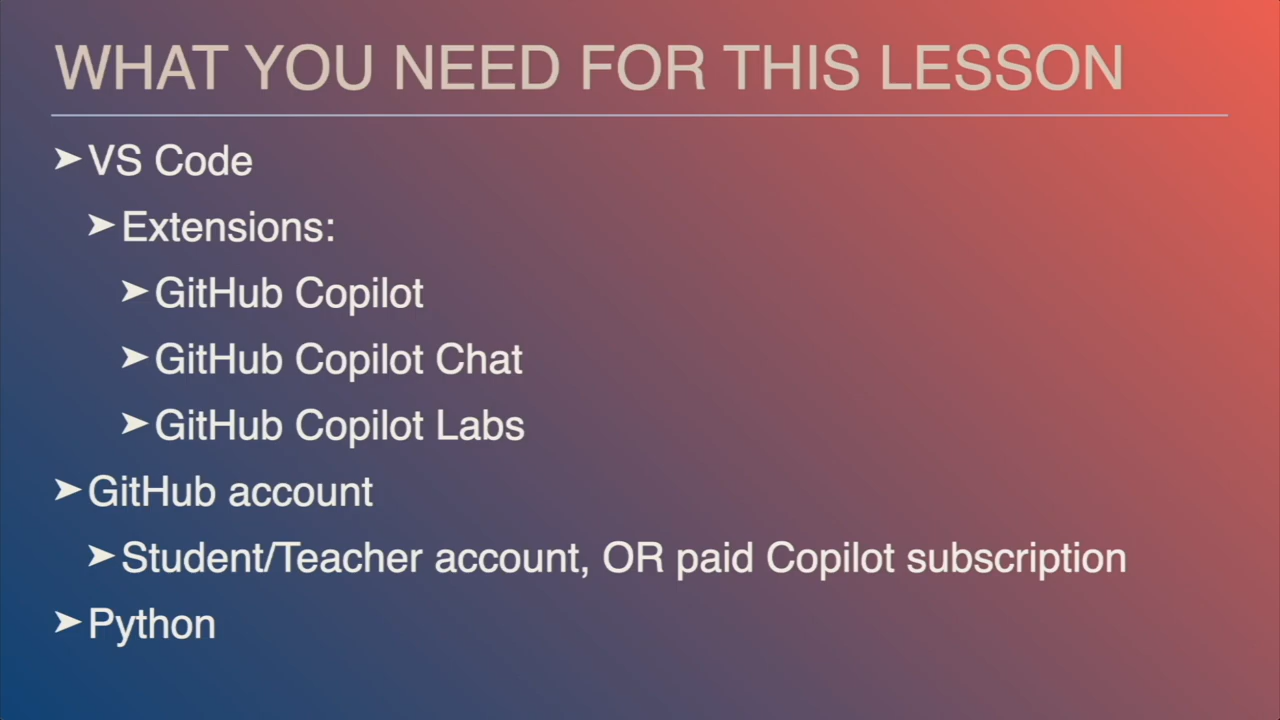 WHAT YOU NEED FOR THIS LESSON
➤ VS Code
➤ Extensions:
➤ GitHub Copilot
➤ GitHub Copilot Chat
➤ GitHub Copilot Labs
➤ GitHub account
➤ Student/Teacher account, OR paid Copilot subscription
➤ Python